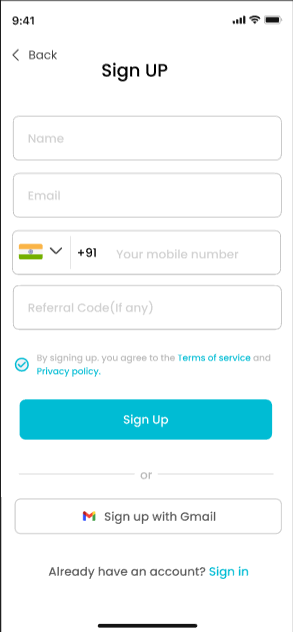 9:41
Back
Sign UP
Name
Email
+91 Your mobile number
Referral Code(If any)
By signing up. you agree to the Terms of service and
Privacy policy.
Sign Up
or
Sign up with Gmail
Already have an account? Sign in